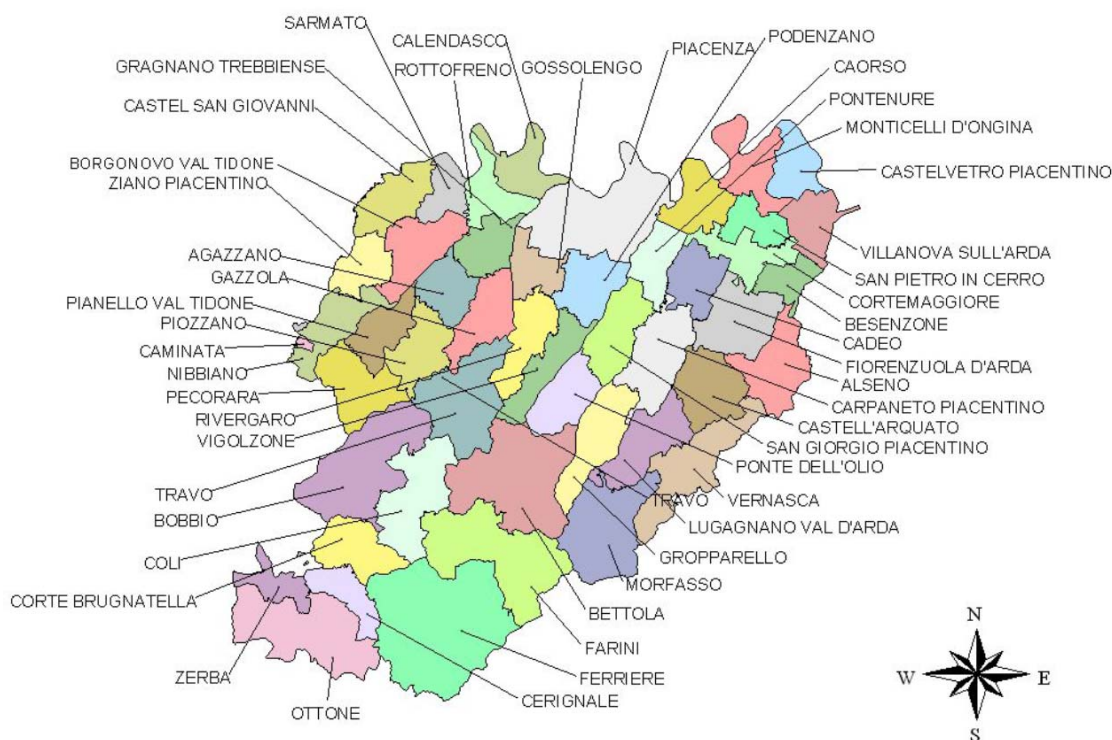 SARMATO
CALENDASCO
PODENZANO
PIACENZA
GRAGNANO TREBBIENSE
ROTTOFRENO
GOSSOLENGO
CAORSO
CASTEL SAN GIOVANNI
PONTENURE
MONTICELLI D'ONGINA
BORGONOVO VAL TIDONE
CASTELVETRO PIACENTINO
ZIANO PIACENTINO
VILLANOVA SULL'ARDA
AGAZZANO
SAN PIETRO IN CERRO
GAZZOLA
CORTEMAGGIORE
PIANELLO VAL TIDONE
BESENZONE
PIOZZANO
CADEO
CAMINATA
FIORENZUOLA D'ARDA
NIBBIANO
ALSENO
PECORARA
CARPANETO PIACENTINO
RIVERGARO
CASTELL'ARQUATO
VIGOLZONE
SAN GIORGIO PIACENTINO
PONTE DELL'OLIO
TRAVO
TRAVO
VERNASCA
BOBBIO
LUGAGNANO VAL D'ARDA
COLI
GROPPARELLO
MORFASSO
CORTE BRUGNATELLA
BETTOLA
FARINI
ZERBA
FERRIERE
CERIGNALE
OTTONE
N
W
E
S